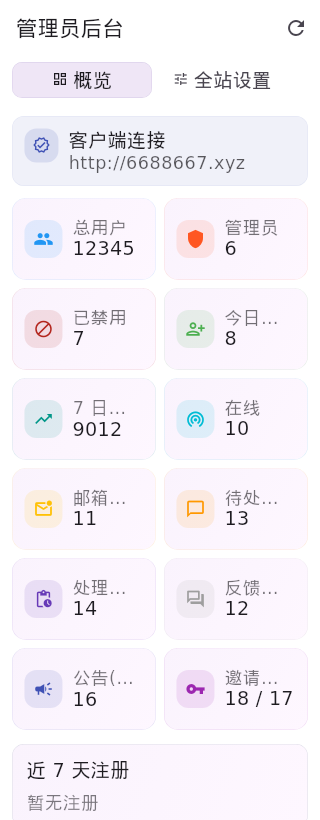 管理员后台
概览
全站设置
客户端连接
http://6688667.xyz
总用户
12345
管理员
6
已禁用
7
今日...
8
7 日...
9012
在线
10
邮箱...
11
待处...
13
处理...
14
反馈...
12
公告(...
16
邀请...
18 / 17
近 7 天注册
暂无注册